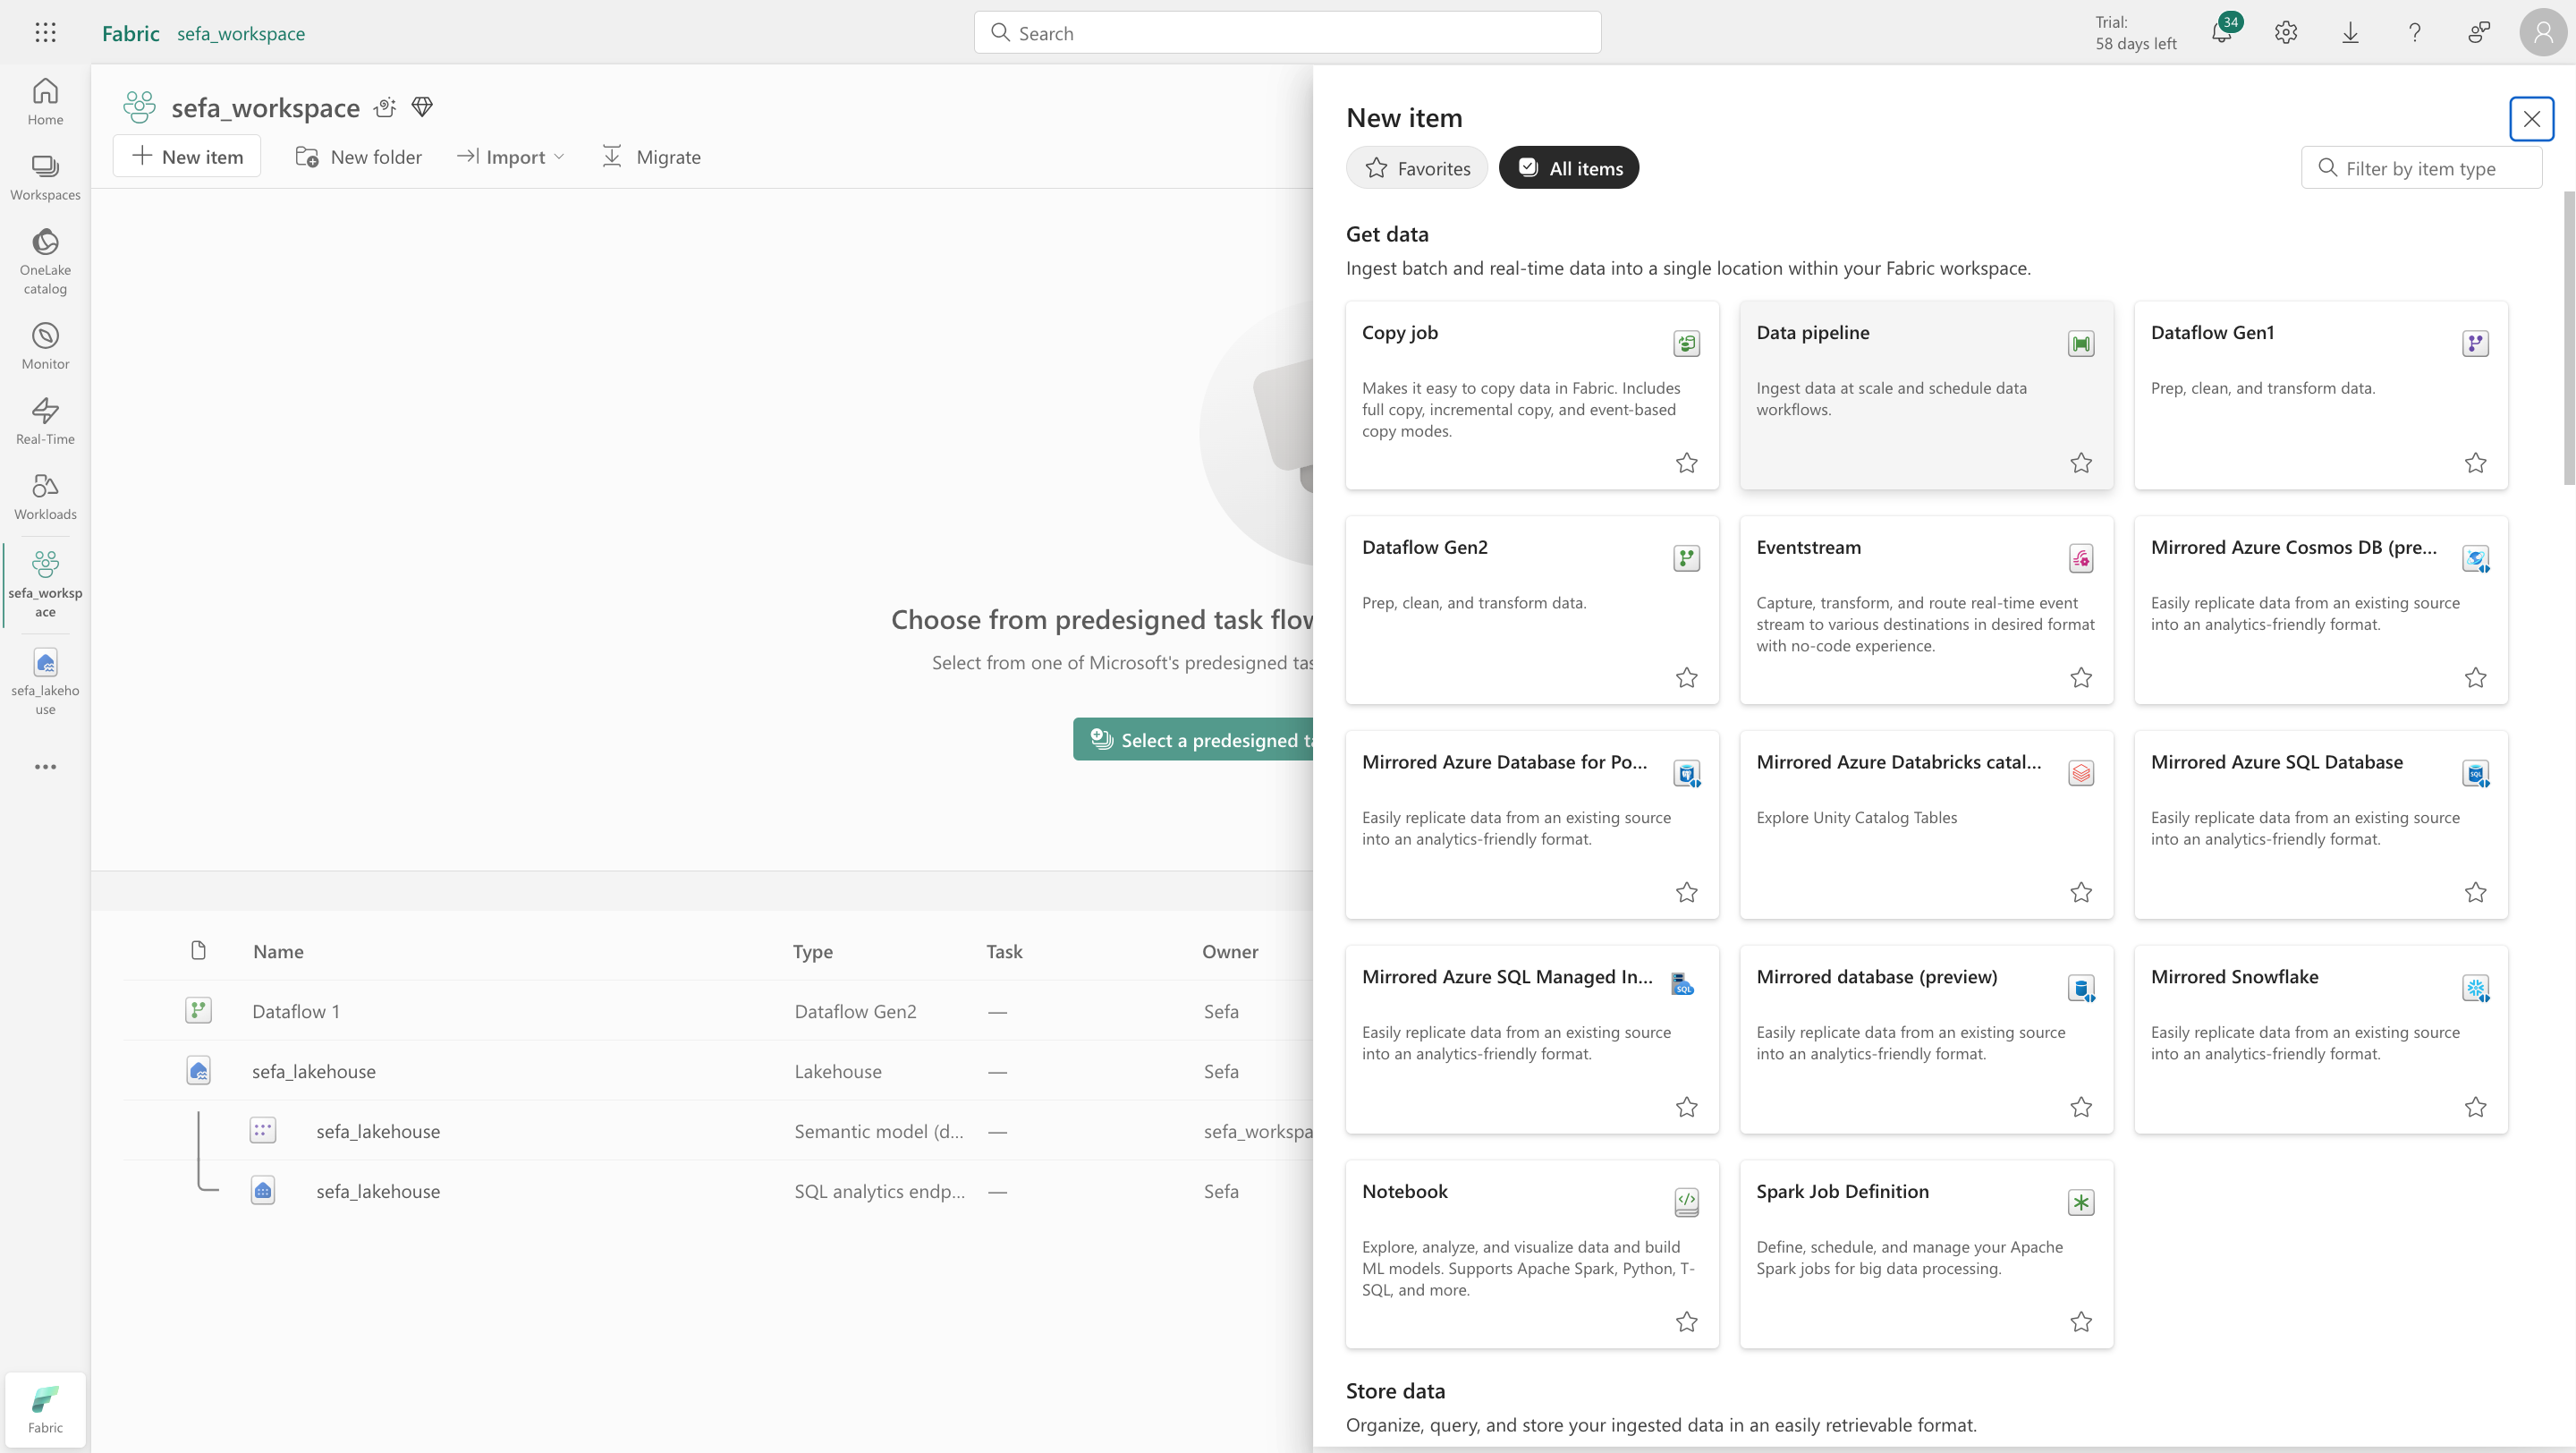 Fabric sefa_workspace
Search
Trial:
58 days left
34
Home
Workspaces
OneLake
catalog
Monitor
Real-Time
Workloads
sefa_worksp
ace
sefa_lakeho
use
Fabric
sefa_workspace
New item New folder Import Migrate
Choose from predesigned task flow
Select from one of Microsoft's predesigned tas
Select a predesigned ta
Name Type Task Owner
Dataflow 1 Dataflow Gen2 — Sefa
sefa_lakehouse Lakehouse — Sefa
sefa_lakehouse Semantic model (d... — sefa_workspa
sefa_lakehouse SQL analytics endp... — Sefa
New item
Favorites All items
Filter by item type
Get data
Ingest batch and real-time data into a single location within your Fabric workspace.
Copy job
Makes it easy to copy data in Fabric. Includes
full copy, incremental copy, and event-based
copy modes.
Data pipeline
Ingest data at scale and schedule data
workflows.
Dataflow Gen1
Prep, clean, and transform data.
Dataflow Gen2
Prep, clean, and transform data.
Eventstream
Capture, transform, and route real-time event
stream to various destinations in desired format
with no-code experience.
Mirrored Azure Cosmos DB (pre...
Easily replicate data from an existing source
into an analytics-friendly format.
Mirrored Azure Database for Po...
Easily replicate data from an existing source
into an analytics-friendly format.
Mirrored Azure Databricks catal...
Explore Unity Catalog Tables
Mirrored Azure SQL Database
Easily replicate data from an existing source
into an analytics-friendly format.
SQL
Mirrored Azure SQL Managed In...
SQL
Easily replicate data from an existing source
into an analytics-friendly format.
Mirrored database (preview)
Easily replicate data from an existing source
into an analytics-friendly format.
Mirrored Snowflake
Easily replicate data from an existing source
into an analytics-friendly format.
Notebook
Explore, analyze, and visualize data and build
ML models. Supports Apache Spark, Python, T-
SQL, and more.
Spark Job Definition
Define, schedule, and manage your Apache
Spark jobs for big data processing.
Store data
Organize, query, and store your ingested data in an easily retrievable format.